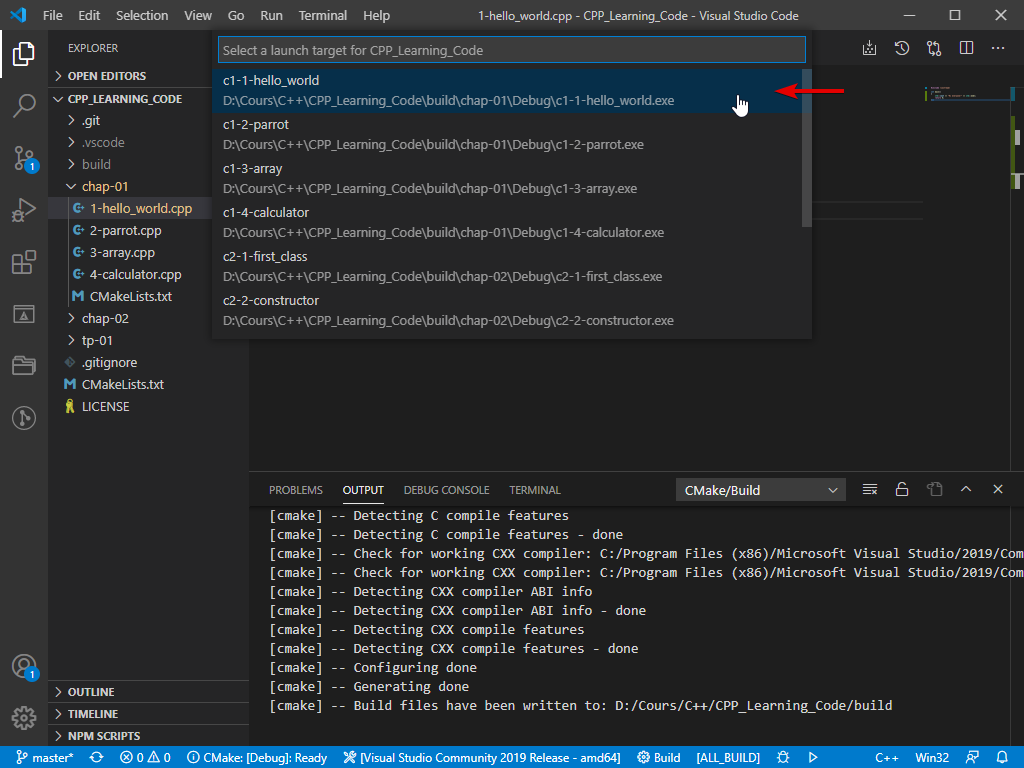 File Edit Selection View Go Run Terminal Help 1-hello_world.cpp - CPP_Learning_Code - Visual Studio Code
EXPLORER
Select a launch target for CPP_Learning_Code
OPEN EDITORS
CPP_LEARNING_CODE
.git
.vscode
build
chap-01
1-hello_world.cpp
2-parrot.cpp
3-array.cpp
4-calculator.cpp
CMakeLists.txt
chap-02
tp-01
.gitignore
CMakeLists.txt
LICENSE
OUTLINE
TIMELINE
NPM SCRIPTS
1
1
c1-1-hello_world
D:\Cours\C++\CPP_Learning_Code\build\chap-01\Debug\c1-1-hello_world.exe
c1-2-parrot
D:\Cours\C++\CPP_Learning_Code\build\chap-01\Debug\c1-2-parrot.exe
c1-3-array
D:\Cours\C++\CPP_Learning_Code\build\chap-01\Debug\c1-3-array.exe
c1-4-calculator
D:\Cours\C++\CPP_Learning_Code\build\chap-01\Debug\c1-4-calculator.exe
c2-1-first_class
D:\Cours\C++\CPP_Learning_Code\build\chap-02\Debug\c2-1-first_class.exe
c2-2-constructor
D:\Cours\C++\CPP_Learning_Code\build\chap-02\Debug\c2-2-constructor.exe
PROBLEMS OUTPUT DEBUG CONSOLE TERMINAL CMake/Build
[cmake] -- Detecting C compile features
[cmake] -- Detecting C compile features - done
[cmake] -- Check for working CXX compiler: C:/Program Files (x86)/Microsoft Visual Studio/2019/Com
[cmake] -- Check for working CXX compiler: C:/Program Files (x86)/Microsoft Visual Studio/2019/Com
[cmake] -- Detecting CXX compiler ABI info
[cmake] -- Detecting CXX compiler ABI info - done
[cmake] -- Detecting CXX compile features
[cmake] -- Detecting CXX compile features - done
[cmake] -- Configuring done
[cmake] -- Generating done
[cmake] -- Build files have been written to: D:/Cours/C++/CPP_Learning_Code/build
master* 0 0 CMake: [Debug]: Ready [Visual Studio Community 2019 Release - amd64] Build [ALL_BUILD] C++ Win32